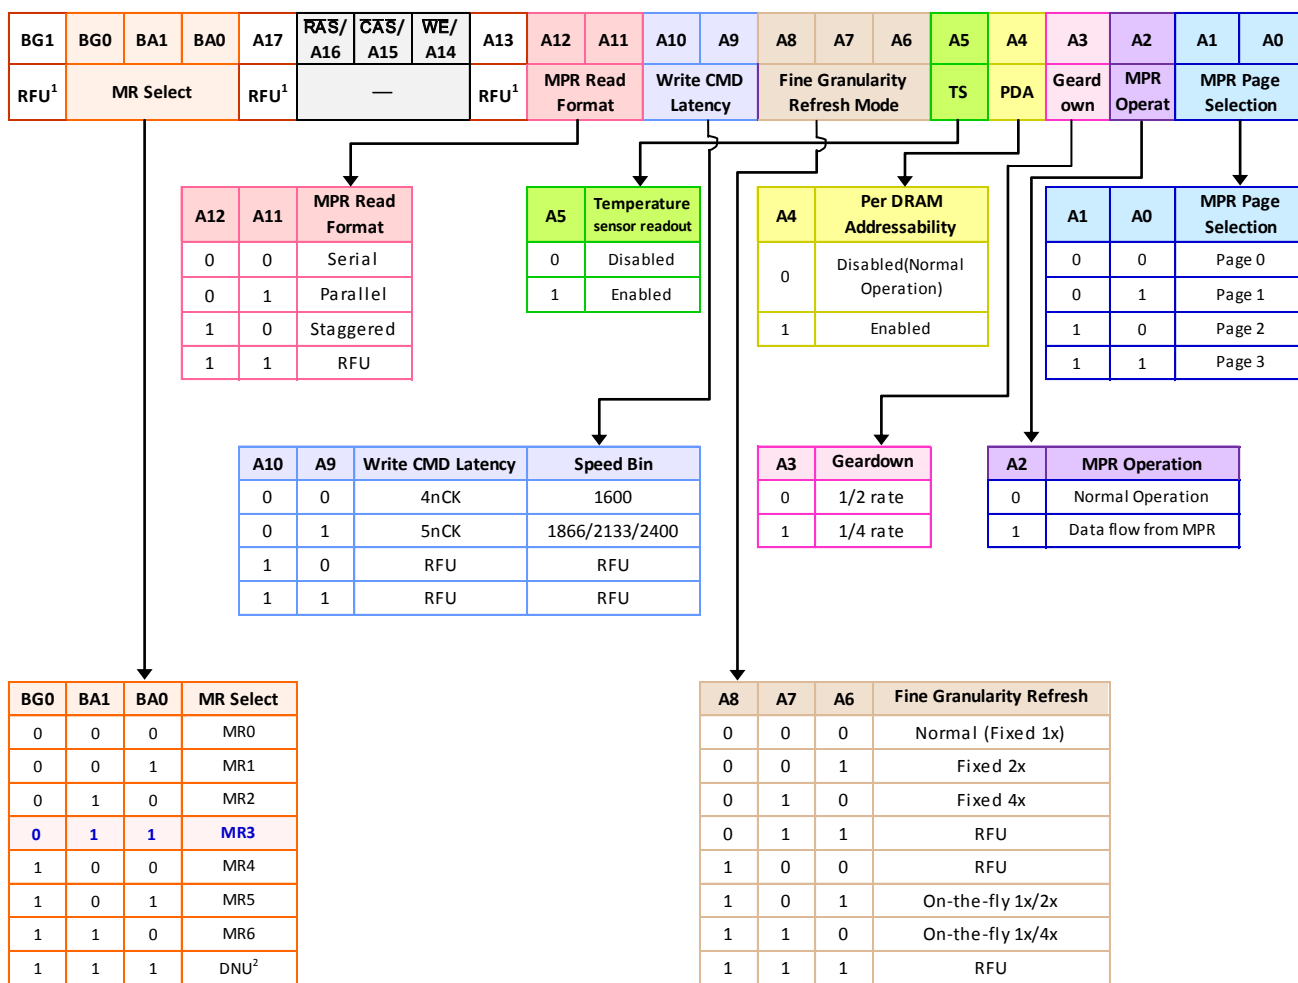 BG1 BG0 BA1 BA0 A17 RAS/ A16 CAS/ A15 WE/ A14 A13 A12 A11 A10 A9 A8 A7 A6 A5 A4 A3 A2 A1 A0
RFU1 MR Select RFU1 — RFU1 MPR Read Format Write CMD Latency Fine Granularity Refresh Mode TS PDA Geard own MPR Operat MPR Page Selection
A12 A11 MPR Read Format
0 0 Serial
0 1 Parallel
1 0 Staggered
1 1 RFU
A5 Temperature sensor readout
0 Disabled
1 Enabled
A4 Per DRAM Addressability
0 Disabled(Normal Operation)
1 Enabled
A1 A0 MPR Page Selection
0 0 Page 0
0 1 Page 1
1 0 Page 2
1 1 Page 3
A10 A9 Write CMD Latency Speed Bin
0 0 4nCK 1600
0 1 5nCK 1866/2133/2400
1 0 RFU RFU
1 1 RFU RFU
A3 Geardown
0 1/2 rate
1 1/4 rate
A2 MPR Operation
0 Normal Operation
1 Data flow from MPR
BG0 BA1 BA0 MR Select
0 0 0 MR0
0 0 1 MR1
0 1 0 MR2
0 1 1 MR3
1 0 0 MR4
1 0 1 MR5
1 1 0 MR6
1 1 1 DNU2
A8 A7 A6 Fine Granularity Refresh
0 0 0 Normal (Fixed 1x)
0 0 1 Fixed 2x
0 1 0 Fixed 4x
0 1 1 RFU
1 0 0 RFU
1 0 1 On-the-fly 1x/2x
1 1 0 On-the-fly 1x/4x
1 1 1 RFU